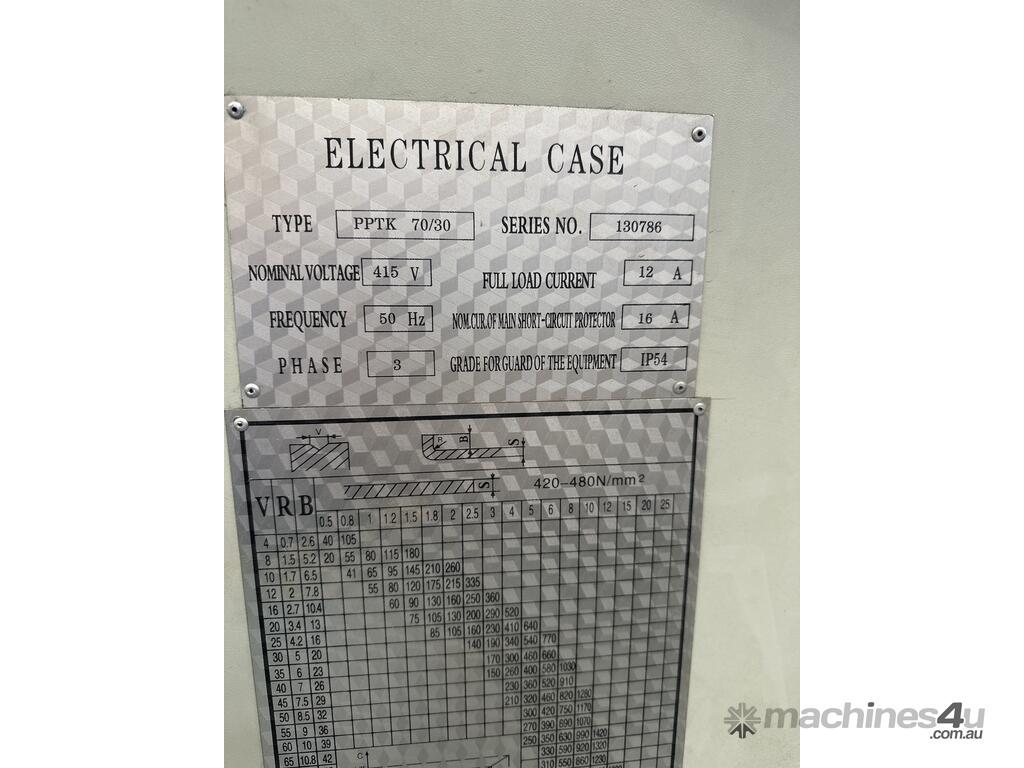 ELECTRICAL CASE
TYPE PPTK 70/30 SERIES NO. 130786
NOMINAL VOLTAGE 415 V FULL LOAD CURRENT 12 A
FREQUENCY 50 Hz NOM.CUR.OF MAIN SHORT-CIRCUIT PROTECTOR 16 A
PHASE 3 GRADE FOR GUARD OF THE EQUIPMENT IP54
V R B S
S 420-480N/mm²
V R B 0.5 0.8 1 1.2 1.5 1.8 2 2.5 3 4 5 6 8 10 12 15 20 25
4 0.7 2.6 40 105
8 1.5 5.2 20 55 80 115 180
10 1.7 6.5 41 65 95 145 210 260
12 2 7.8 55 80 120 175 215 335
16 2.7 10.4 60 90 130 160 250 360
20 3.4 13 75 105 130 200 290 520
25 4.2 16 85 105 160 230 410 640
30 5 20 140 190 340 540 770
35 6 23 170 300 460 660
40 7 26 150 260 400 580 1030
45 7.5 29 230 360 520 910
50 8.5 32 210 320 460 820 1280
55 9 36 300 420 750 1170
60 10 39 270 390 690 1070
65 10.8 42 250 350 630 990 1420
330 590 920 1320
C 310 550 860 1230
machines4u
.com.au